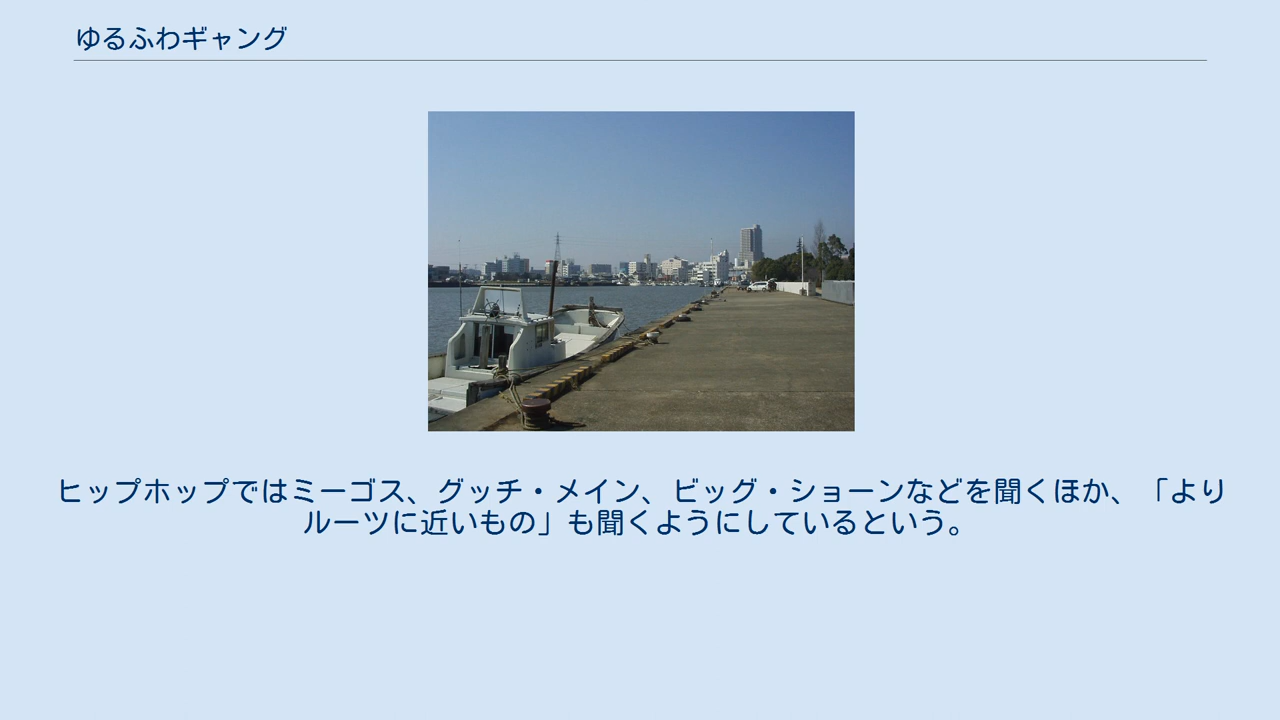 ゆるふわギャング
ヒップホップではミーゴス、グッチ・メイン、ビッグ・ショーンなどを聞くほか、「より
ルーツに近いもの」も聞くようにしているという。